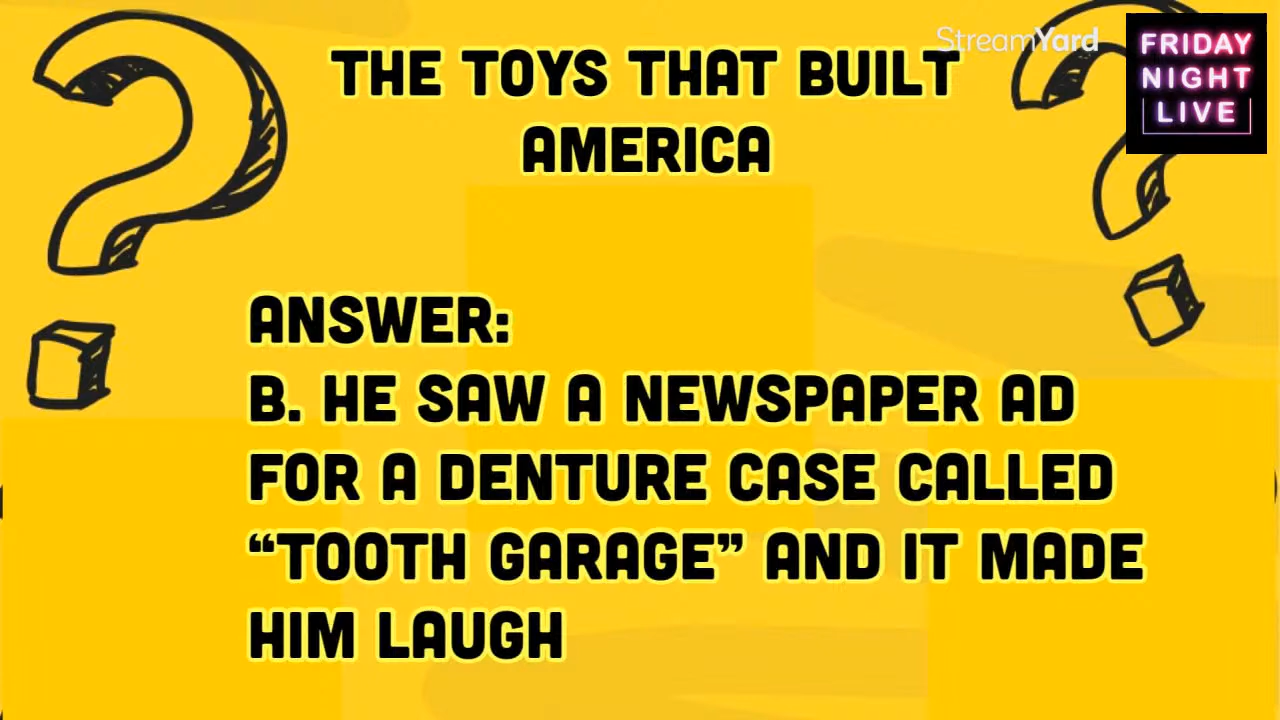 THE TOYS THAT BUILT
AMERICA
StreamYard
FRIDAY
NIGHT
LIVE
ANSWER:
B. HE SAW A NEWSPAPER AD
FOR A DENTURE CASE CALLED
“TOOTH GARAGE” AND IT MADE
HIM LAUGH